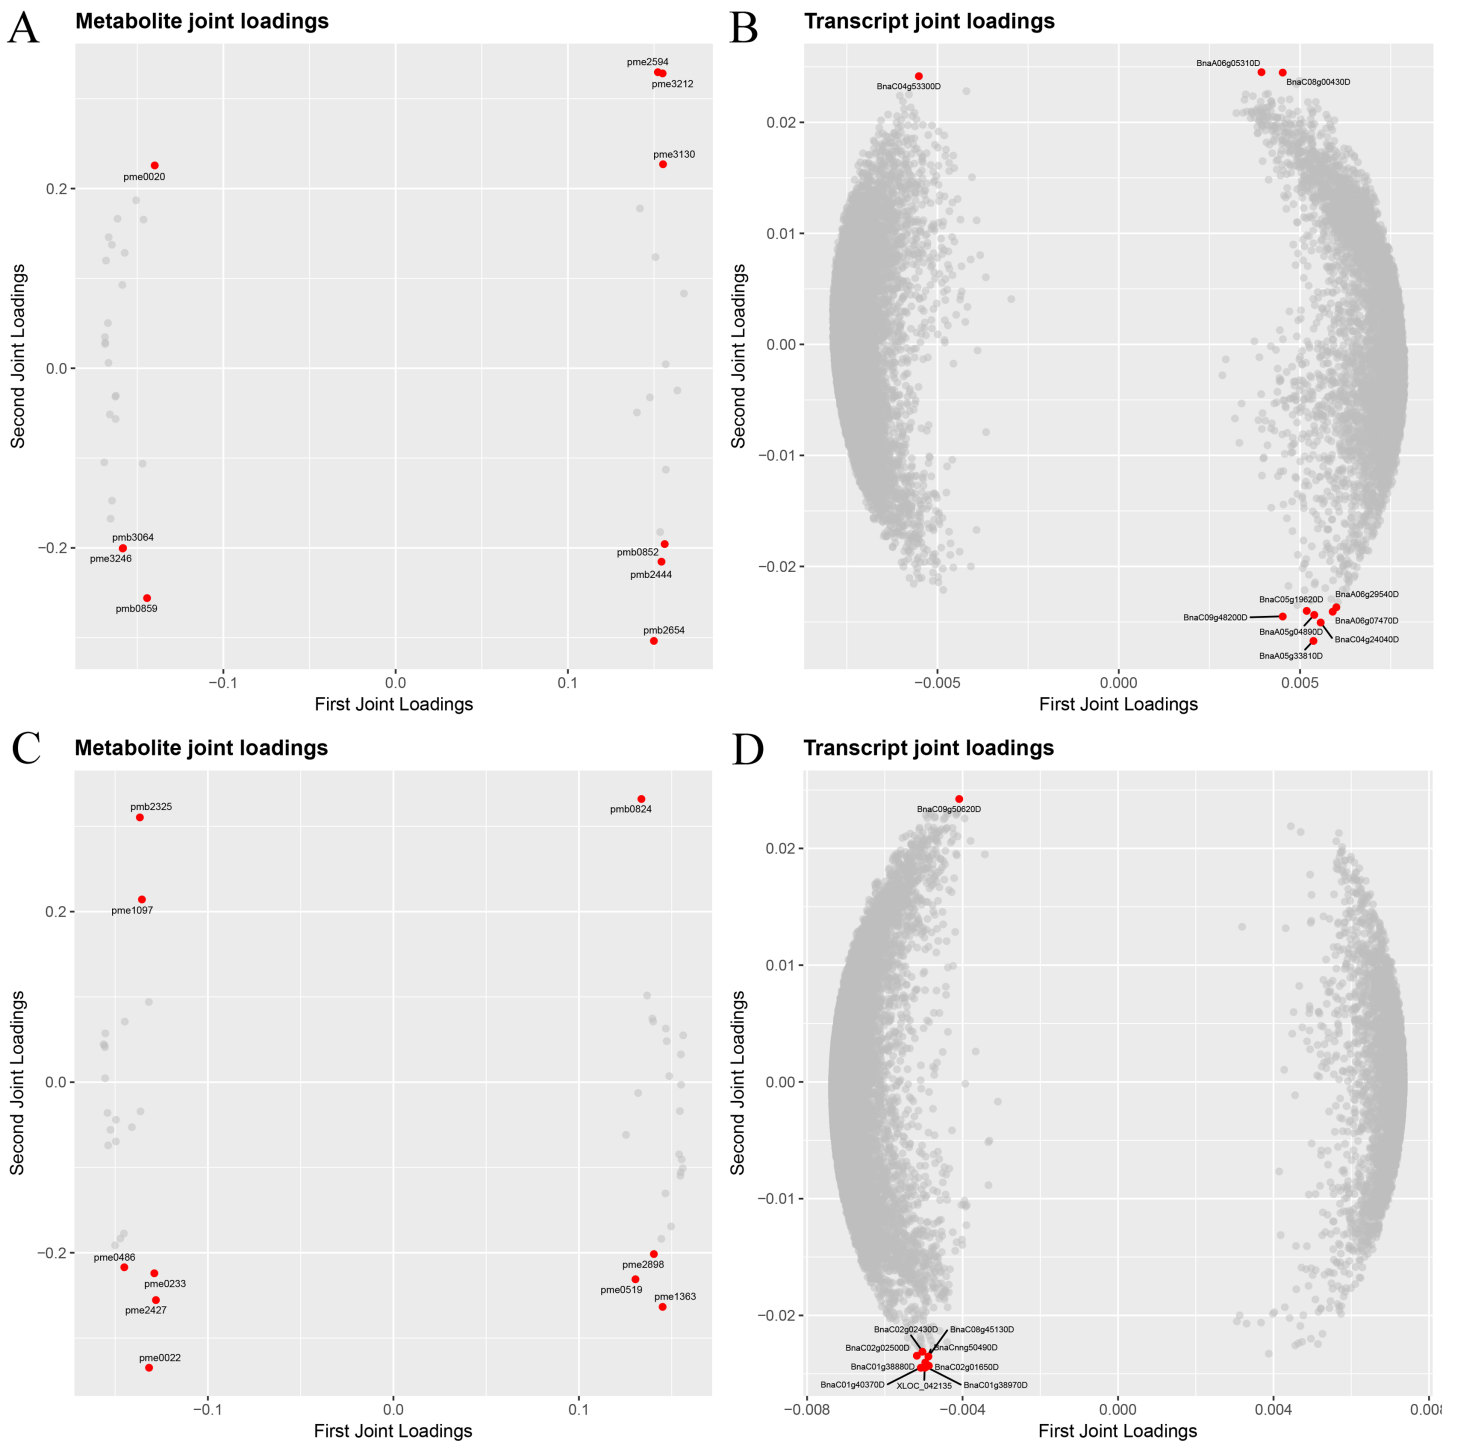 A
Metabolite joint loadings
pme2594
pme3212
pme3130
pme0020
pmb3064
pme3246
pmb0859
pmb0852
pmb2444
pmb2654
0.2
0.0
−0.2
−0.1
0.0
0.1
First Joint Loadings
Second Joint Loadings
B
Transcript joint loadings
BnaC04g53300D
BnaA06g05310D
BnaC08g00430D
BnaA06g29540D
BnaC05g19620D
BnaC09g48200D
BnaA06g07470D
BnaA05g04890D
BnaC04g24040D
BnaA05g33810D
0.02
0.01
0.00
−0.01
−0.02
−0.005
0.000
0.005
First Joint Loadings
Second Joint Loadings
C
Metabolite joint loadings
pmb2325
pmb0824
pme1097
pme0486
pme0233
pme2427
pme0022
pme2898
pme0519
pme1363
0.2
0.0
−0.2
−0.1
0.0
0.1
First Joint Loadings
Second Joint Loadings
D
Transcript joint loadings
BnaC09g50620D
BnaC02g02430D
BnaC08g45130D
BnaC02g02500D
BnaCnng50490D
BnaC01g38880D
BnaC02g01650D
BnaC01g40370D
XLOC_042135
BnaC01g38970D
0.02
0.01
0.00
−0.01
−0.02
−0.008
−0.004
0.000
0.004
0.00
First Joint Loadings
Second Joint Loadings